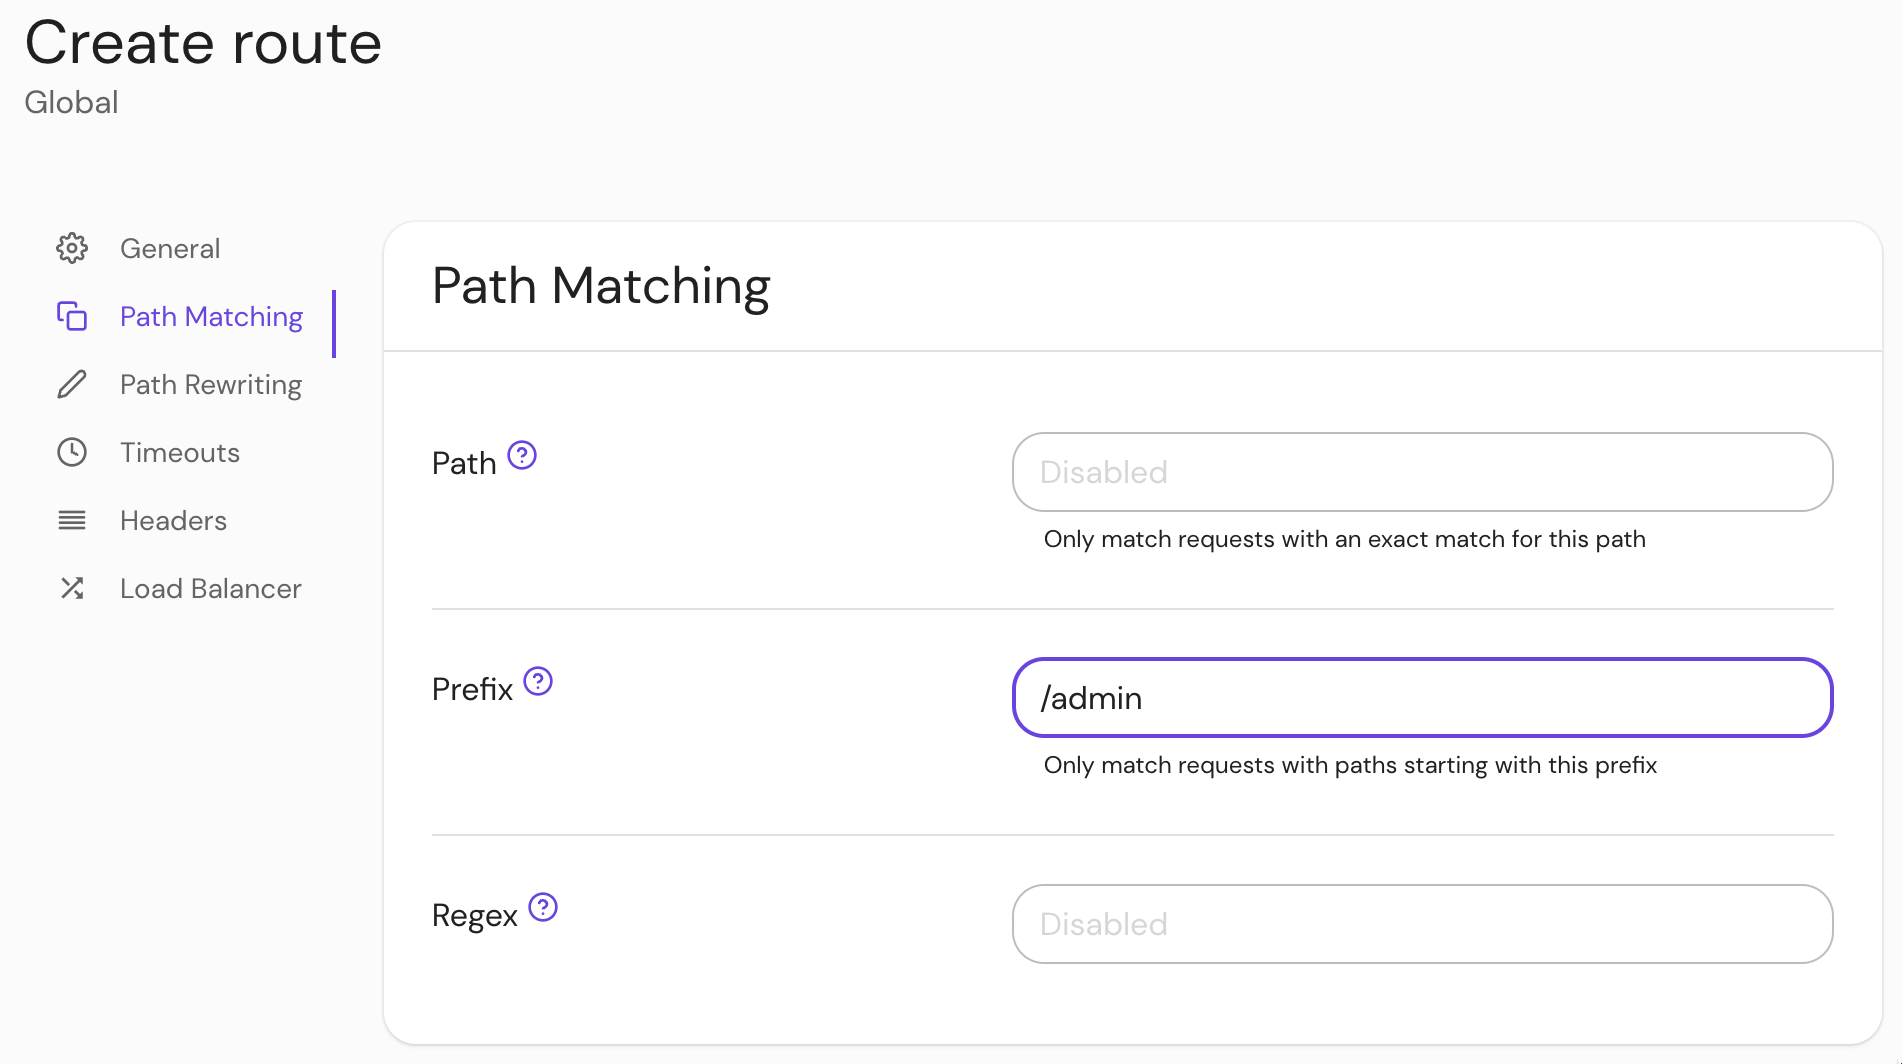 Create route
Global
General
Path Matching
Path Rewriting
Timeouts
Headers
Load Balancer
Path Matching
Path ?
Disabled
Only match requests with an exact match for this path
Prefix ?
/admin
Only match requests with paths starting with this prefix
Regex ?
Disabled